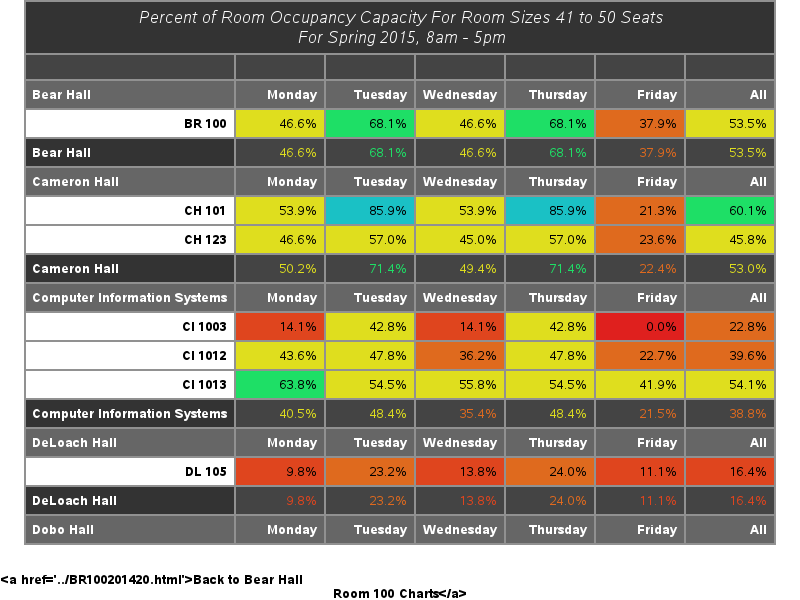 Percent of Room Occupancy Capacity For Room Sizes 41 to 50 Seats
For Spring 2015, 8am - 5pm
Bear Hall Monday Tuesday Wednesday Thursday Friday All
BR 100 46.6% 68.1% 46.6% 68.1% 37.9% 53.5%
Bear Hall 46.6% 68.1% 46.6% 68.1% 37.9% 53.5%
Cameron Hall Monday Tuesday Wednesday Thursday Friday All
CH 101 53.9% 85.9% 53.9% 85.9% 21.3% 60.1%
CH 123 46.6% 57.0% 45.0% 57.0% 23.6% 45.8%
Cameron Hall 50.2% 71.4% 49.4% 71.4% 22.4% 53.0%
Computer Information Systems Monday Tuesday Wednesday Thursday Friday All
CI 1003 14.1% 42.8% 14.1% 42.8% 0.0% 22.8%
CI 1012 43.6% 47.8% 36.2% 47.8% 22.7% 39.6%
CI 1013 63.8% 54.5% 55.8% 54.5% 41.9% 54.1%
Computer Information Systems 40.5% 48.4% 35.4% 48.4% 21.5% 38.8%
DeLoach Hall Monday Tuesday Wednesday Thursday Friday All
DL 105 9.8% 23.2% 13.8% 24.0% 11.1% 16.4%
DeLoach Hall 9.8% 23.2% 13.8% 24.0% 11.1% 16.4%
Dobo Hall Monday Tuesday Wednesday Thursday Friday All
<a href='../BR100201420.html'>Back to Bear Hall
Room 100 Charts</a>